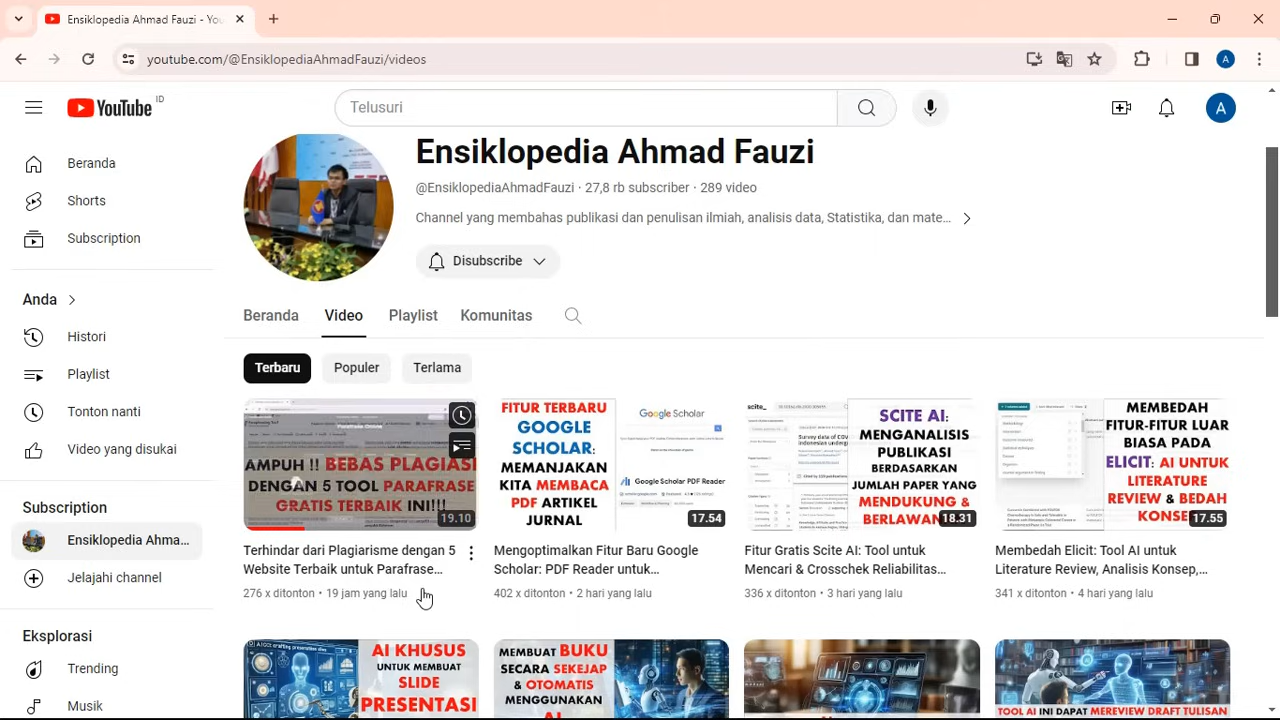 Ensiklopedia Ahmad Fauzi - You
youtube.com/@EnsiklopediaAhmadFauzi/videos
A
YouTube ID
Telusuri
A
Beranda
Shorts
Subscription
Anda
Histori
Playlist
Tonton nanti
Video yang disukai
Subscription
Ensiklopedia Ahma...
Jelajahi channel
Eksplorasi
Trending
Musik
Ensiklopedia Ahmad Fauzi
@EnsiklopediaAhmadFauzi · 27,8 rb subscriber · 289 video
Channel yang membahas publikasi dan penulisan ilmiah, analisis data, Statistika, dan mate...
Disubscribe
Beranda Video Playlist Komunitas
Terbaru Populer Terlama
Parafrase Online
AMPUH !! BEBAS PLAGIASI
DENGAN 5 TOOL PARAFRASE
GRATIS TERBAIK INI!!!
19.10
Terhindar dari Plagiarisme dengan 5
Website Terbaik untuk Parafrase...
276 x ditonton · 19 jam yang lalu
FITUR TERBARU
GOOGLE
SCHOLAR:
MEMANJAKAN
KITA MEMBACA
PDF ARTIKEL
JURNAL
Google Scholar
Google Scholar PDF Reader
17.54
Mengoptimalkan Fitur Baru Google
Scholar: PDF Reader untuk...
402 x ditonton · 2 hari yang lalu
scite_
SCITE AI:
MENGANALISIS
PUBLIKASI
BERDASARKAN
JUMLAH PAPER YANG
MENDUKUNG &
BERLAWAN
18.31
Fitur Gratis Scite AI: Tool untuk
Mencari & Crosschek Reliabilitas...
336 x ditonton · 3 hari yang lalu
MEMBEDAH
FITUR-FITUR LUAR
BIASA PADA
ELICIT: AI UNTUK
LITERATURE
REVIEW & BEDAH
KONSEP
17.55
Membedah Elicit: Tool AI untuk
Literature Review, Analisis Konsep,...
341 x ditonton · 4 hari yang lalu
AI KHUSUS
UNTUK MEMBUAT
SLIDE
PRESENTASI
MEMBUAT BUKU
SECARA SEKEJAP
& OTOMATIS
MENGGUNAKAN
AI
TOOL AI INI DAPAT MEREVIEW DRAFT TULISAN